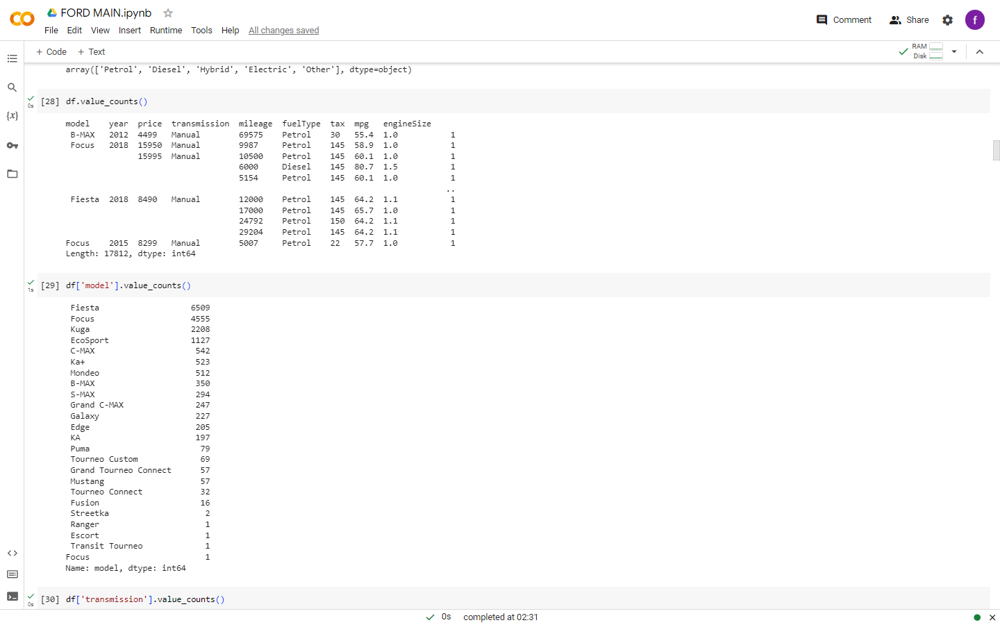 CO FORD MAIN.ipynb
File Edit View Insert Runtime Tools Help All changes saved
Comment Share f
+ Code + Text
RAM
Disk
array(['Petrol', 'Diesel', 'Hybrid', 'Electric', 'Other'], dtype=object)
0s [28] df.value_counts()
model year price transmission mileage fuelType tax mpg engineSize
B-MAX 2012 4499 Manual 69575 Petrol 30 55.4 1.0 1
Focus 2018 15950 Manual 9987 Petrol 145 58.9 1.0 1
15995 Manual 10500 Petrol 145 60.1 1.0 1
6000 Diesel 145 80.7 1.5 1
5154 Petrol 145 60.1 1.0 1
..
Fiesta 2018 8490 Manual 12000 Petrol 145 64.2 1.1 1
17000 Petrol 145 65.7 1.0 1
24792 Petrol 150 64.2 1.1 1
29204 Petrol 145 64.2 1.1 1
Focus 2015 8299 Manual 5007 Petrol 22 57.7 1.0 1
Length: 17812, dtype: int64
1s [29] df['model'].value_counts()
Fiesta 6509
Focus 4555
Kuga 2208
EcoSport 1127
C-MAX 542
Ka+ 523
Mondeo 512
B-MAX 350
S-MAX 294
Grand C-MAX 247
Galaxy 227
Edge 205
KA 197
Puma 79
Tourneo Custom 69
Grand Tourneo Connect 57
Mustang 57
Tourneo Connect 32
Fusion 16
Streetka 2
Ranger 1
Escort 1
Transit Tourneo 1
Focus 1
Name: model, dtype: int64
0s [30] df['transmission'].value_counts()
0s completed at 02:31